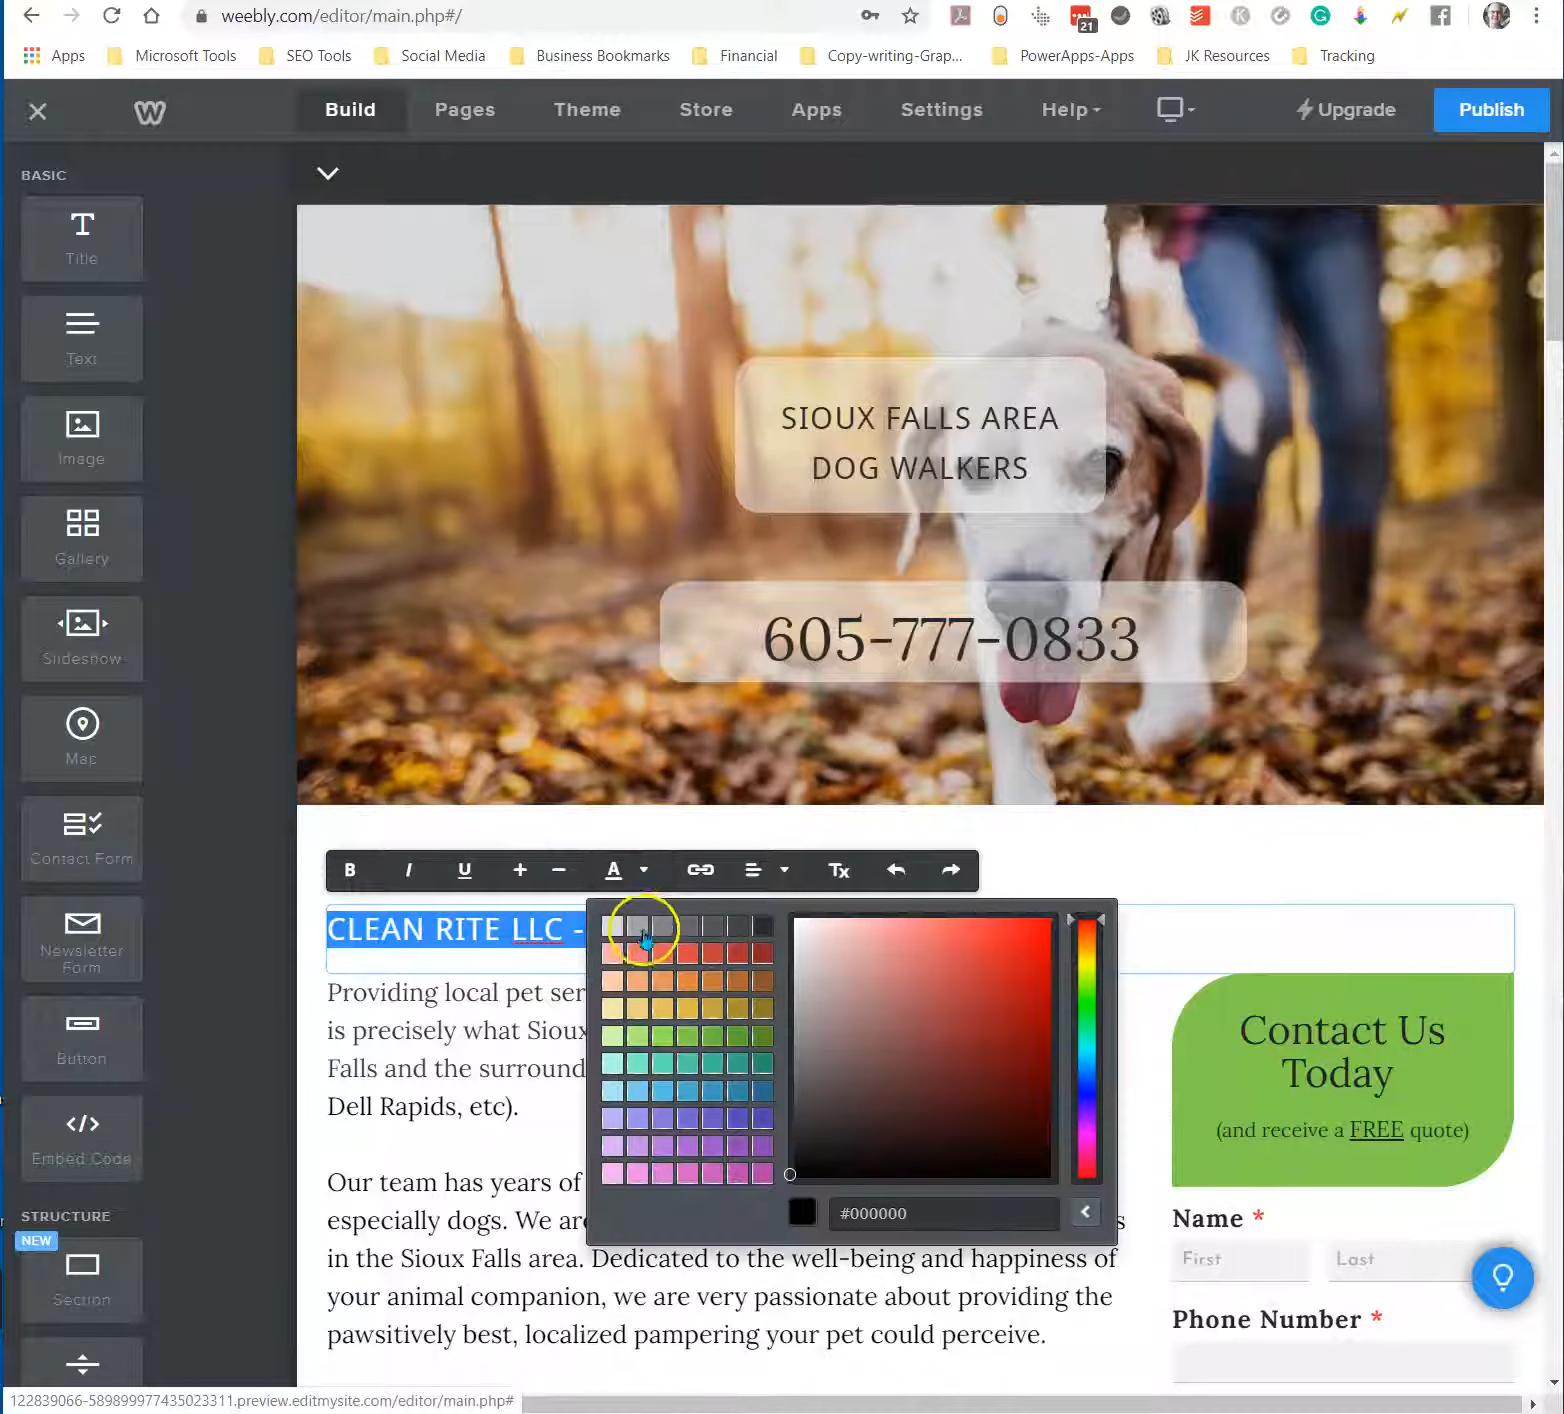 weebly.com/editor/main.php#/
21
Apps
Microsoft Tools
SEO Tools
Social Media
Business Bookmarks
Financial
Copy-writing-Grap...
PowerApps-Apps
JK Resources
Tracking
Build
Pages
Theme
Store
Apps
Settings
Help
Upgrade
Publish
BASIC
Title
Text
Image
Gallery
Slideshow
Map
Contact Form
Newsletter
Form
Button
Embed Code
STRUCTURE
NEW
Section
SIOUX FALLS AREA
DOG WALKERS
605-777-0833
B I U + − A Tx
CLEAN RITE LLC -
Providing local pet ser
is precisely what Sioux
Falls and the surround
Dell Rapids, etc).
Our team has years of
especially dogs. We are
in the Sioux Falls area. Dedicated to the well-being and happiness of
your animal companion, we are very passionate about providing the
pawsitively best, localized pampering your pet could perceive.
#000000
Contact Us
Today
(and receive a FREE quote)
Name *
First
Last
Phone Number *
122839066-589899977435023311.preview.editmysite.com/editor/main.php#